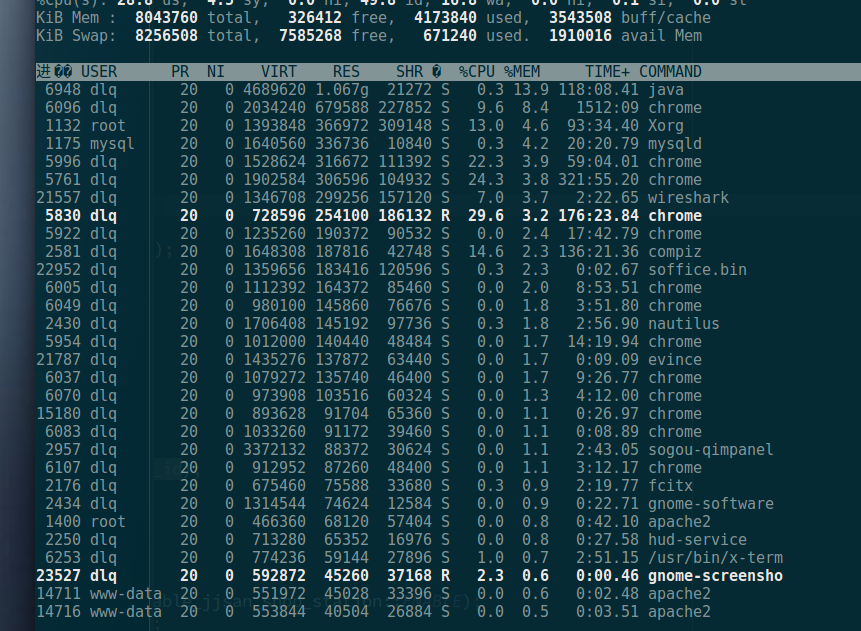 %Cpu(s): 28.8 us, 4.5 sy, 0.0 ni, 49.8 id, 16.8 wa, 0.0 hi, 0.1 si, 0.0 st
KiB Mem : 8043760 total, 326412 free, 4173840 used, 3543508 buff/cache
KiB Swap: 8256508 total, 7585268 free, 671240 used. 1910016 avail Mem
进�� USER PR NI VIRT RES SHR � %CPU %MEM TIME+ COMMAND
6948 dlq 20 0 4689620 1.067g 21272 S 0.3 13.9 118:08.41 java
6096 dlq 20 0 2034240 679588 227852 S 9.6 8.4 1512:09 chrome
1132 root 20 0 1393848 366972 309148 S 13.0 4.6 93:34.40 Xorg
1175 mysql 20 0 1640560 336736 10840 S 0.3 4.2 20:20.79 mysqld
5996 dlq 20 0 1528624 316672 111392 S 22.3 3.9 59:04.01 chrome
5761 dlq 20 0 1902584 306596 104932 S 24.3 3.8 321:55.20 chrome
21557 dlq 20 0 1346708 299256 157120 S 7.0 3.7 2:22.65 wireshark
5830 dlq 20 0 728596 254100 186132 R 29.6 3.2 176:23.84 chrome
5922 dlq 20 0 1235260 190372 90532 S 0.0 2.4 17:42.79 chrome
2581 dlq 20 0 1648308 187816 42748 S 14.6 2.3 136:21.36 compiz
22952 dlq 20 0 1359656 183416 120596 S 0.3 2.3 0:02.67 soffice.bin
6005 dlq 20 0 1112392 164372 85460 S 0.0 2.0 8:53.51 chrome
6049 dlq 20 0 980100 145860 76676 S 0.0 1.8 3:51.80 chrome
2430 dlq 20 0 1706408 145192 97736 S 0.3 1.8 2:56.90 nautilus
5954 dlq 20 0 1012000 140440 48484 S 0.0 1.7 14:19.94 chrome
21787 dlq 20 0 1435276 137872 63440 S 0.0 1.7 0:09.09 evince
6037 dlq 20 0 1079272 135740 46400 S 0.0 1.7 9:26.77 chrome
6070 dlq 20 0 973908 103516 60324 S 0.0 1.3 4:12.00 chrome
15180 dlq 20 0 893628 91704 65360 S 0.0 1.1 0:26.97 chrome
6083 dlq 20 0 1033260 91172 39460 S 0.0 1.1 0:08.89 chrome
2957 dlq 20 0 3372132 88372 30624 S 0.0 1.1 2:43.05 sogou-qimpanel
6107 dlq 20 0 912952 87260 48400 S 0.0 1.1 3:12.17 chrome
2176 dlq 20 0 675460 75588 33680 S 0.3 0.9 2:19.77 fcitx
2434 dlq 20 0 1314544 74624 12584 S 0.0 0.9 0:22.71 gnome-software
1400 root 20 0 466360 68120 57404 S 0.0 0.8 0:42.10 apache2
2250 dlq 20 0 713280 65352 16976 S 0.0 0.8 0:27.58 hud-service
6253 dlq 20 0 774236 59144 27896 S 1.0 0.7 2:51.15 /usr/bin/x-term
23527 dlq 20 0 592872 45260 37168 R 2.3 0.6 0:00.46 gnome-screensho
14711 www-data 20 0 551972 45028 33396 S 0.0 0.6 0:02.48 apache2
14716 www-data 20 0 553844 40504 26884 S 0.0 0.5 0:03.51 apache2